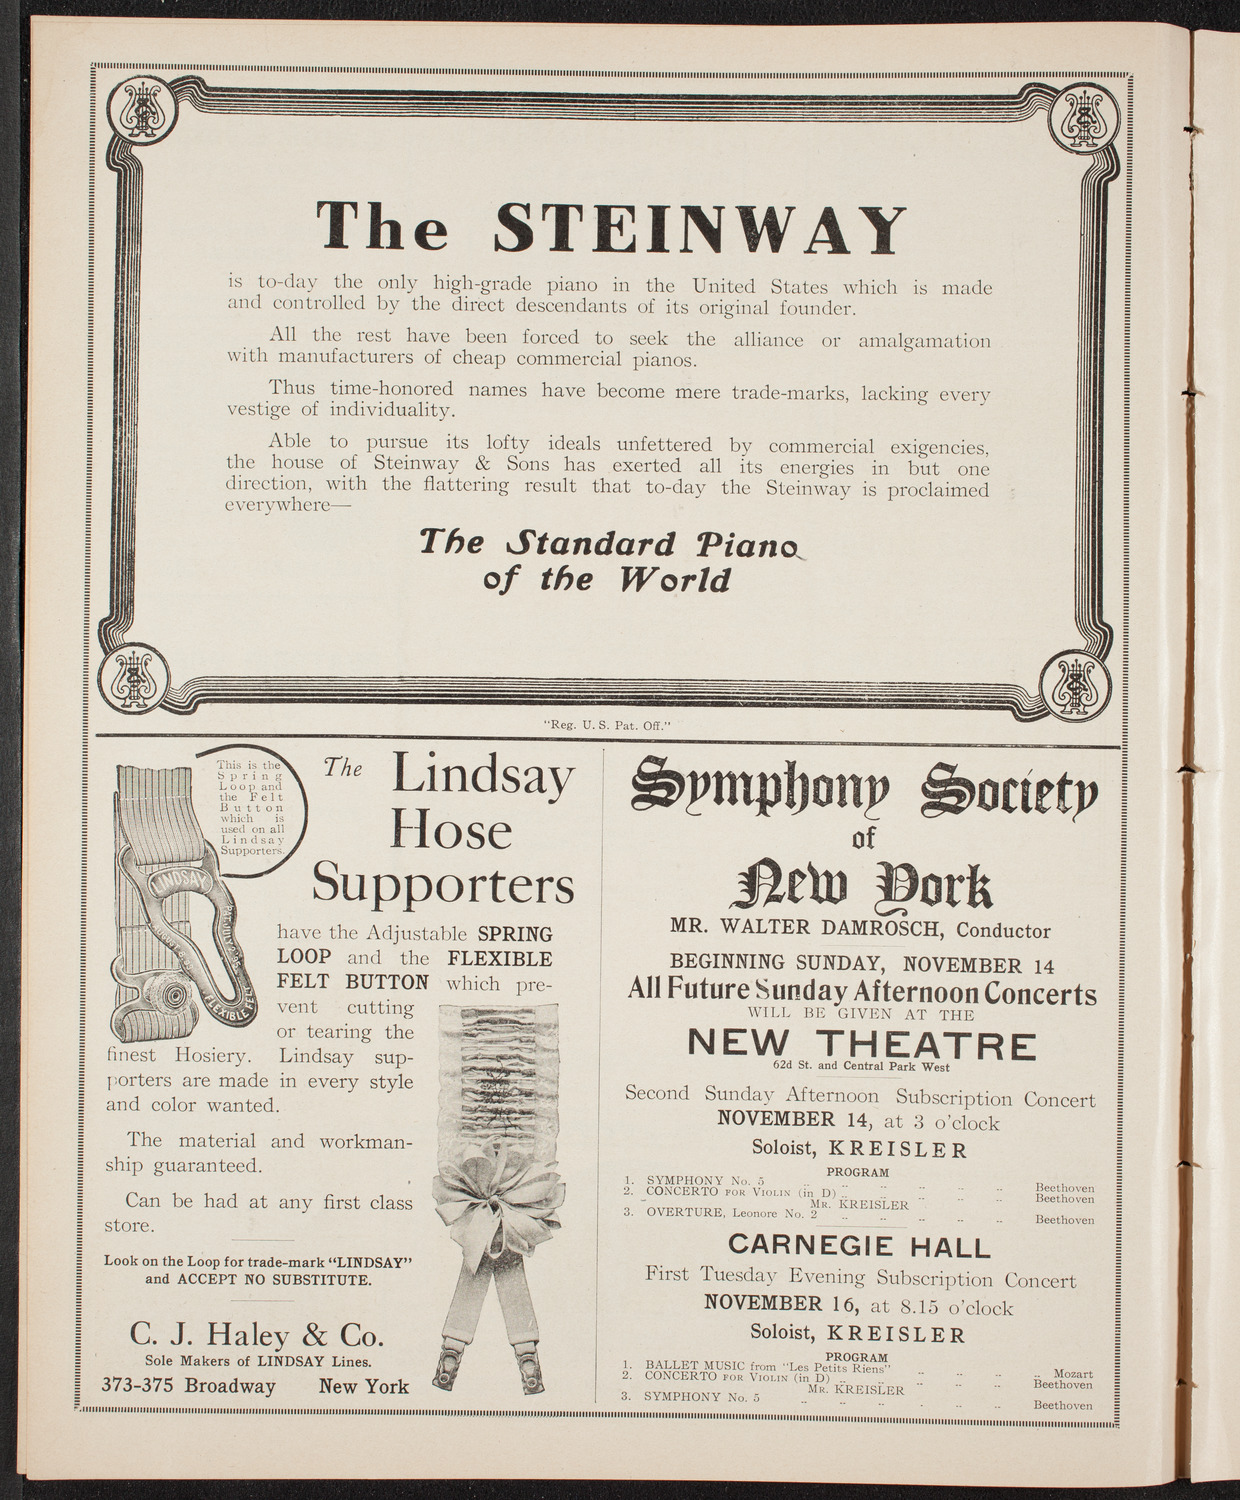 The STEINWAY
is to-day the only high-grade piano in the United States which is made
and controlled by the direct descendants of its original founder.
All the rest have been forced to seek the alliance or amalgamation
with manufacturers of cheap commercial pianos.
Thus time-honored names have become mere trade-marks, lacking every
vestige of individuality.
Able to pursue its lofty ideals unfettered by commercial exigencies,
the house of Steinway & Sons has exerted all its energies in but one
direction, with the flattering result that to-day the Steinway is proclaimed
everywhere—
The Standard Piano
of the World
"Reg. U. S. Pat. Off."
This is the
Spring
Loop and
the Felt
Button
which is
used on all
Lindsay
Supporters.
LINDSAY
FLEXIBLE FELT
The Lindsay
Hose
Supporters
have the Adjustable SPRING
LOOP and the FLEXIBLE
FELT BUTTON which pre-
vent cutting
or tearing the
finest Hosiery. Lindsay sup-
porters are made in every style
and color wanted.
The material and workman-
ship guaranteed.
Can be had at any first class
store.
Look on the Loop for trade-mark "LINDSAY"
and ACCEPT NO SUBSTITUTE.
C. J. Haley & Co.
Sole Makers of LINDSAY Lines.
373-375 Broadway New York
Symphony Society
of
New York
MR. WALTER DAMROSCH, Conductor
BEGINNING SUNDAY, NOVEMBER 14
All Future Sunday Afternoon Concerts
WILL BE GIVEN AT THE
NEW THEATRE
62d St. and Central Park West
Second Sunday Afternoon Subscription Concert
NOVEMBER 14, at 3 o'clock
Soloist, KREISLER
PROGRAM
1. SYMPHONY No. 5 .. .. .. .. .. .. Beethoven
2. CONCERTO FOR VIOLIN (in D) .. .. .. .. .. Beethoven
MR. KREISLER
3. OVERTURE, Leonore No. 2 .. .. .. .. .. Beethoven
CARNEGIE HALL
First Tuesday Evening Subscription Concert
NOVEMBER 16, at 8.15 o'clock
Soloist, KREISLER
PROGRAM
1. BALLET MUSIC from "Les Petits Riens" .. .. .. .. Mozart
2. CONCERTO FOR VIOLIN (in D) .. .. .. .. .. Beethoven
MR. KREISLER
3. SYMPHONY No. 5 .. .. .. .. .. .. Beethoven